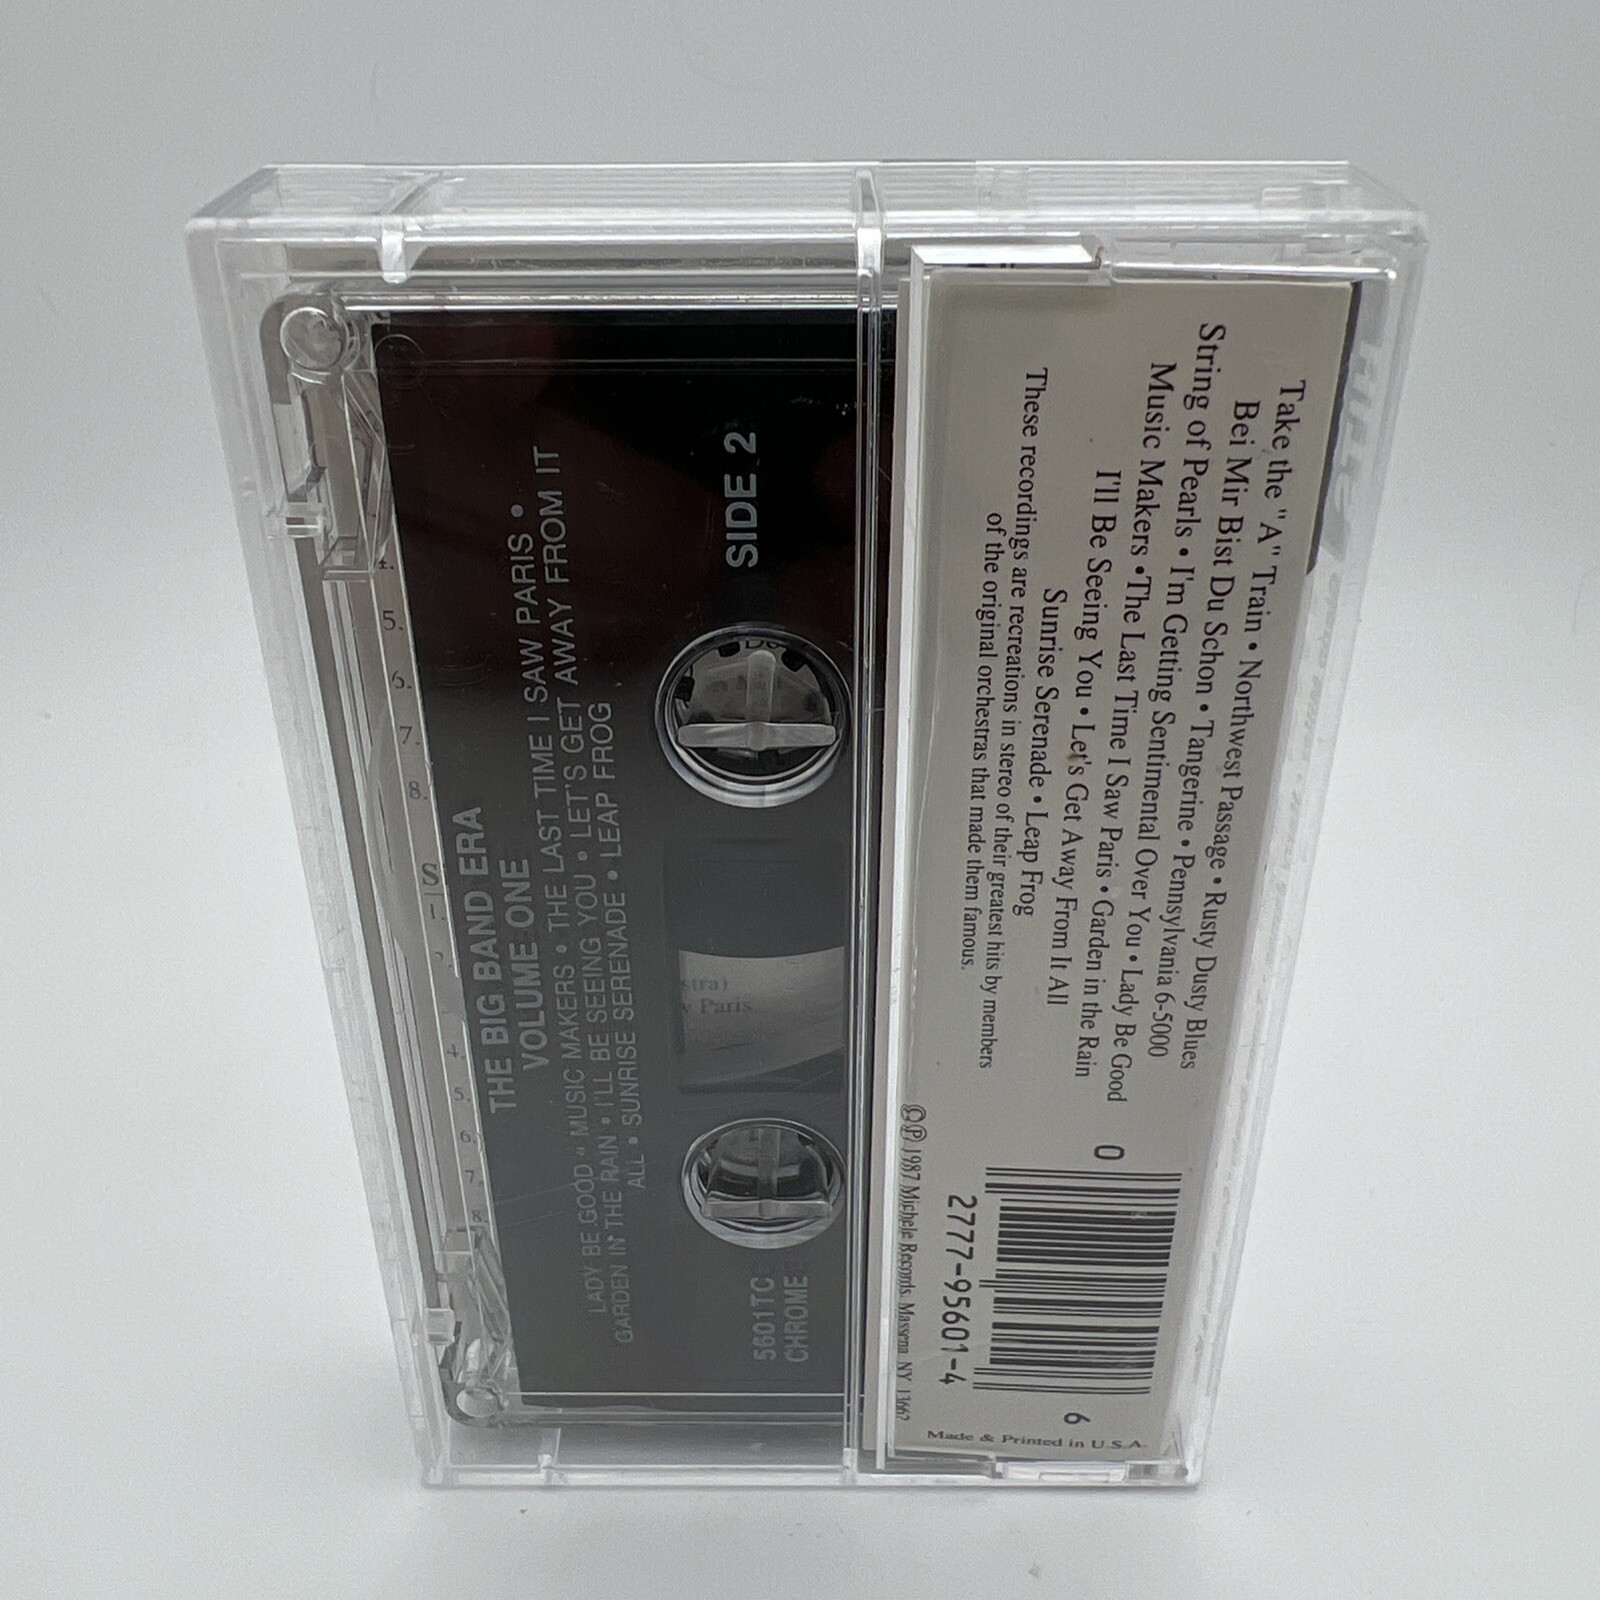 Take the "A" Train • Northwest Passage • Rusty Dusty Blues
Bei Mir Bist Du Schon • Tangerine • Pennsylvania 6-5000
String of Pearls • I'm Getting Sentimental Over You • Lady Be Good
Music Makers •The Last Time I Saw Paris • Garden in the Rain
I'll Be Seeing You • Let's Get Away From It All
Sunrise Serenade • Leap Frog
These recordings are recreations in stereo of their greatest hits by members
of the original orchestras that made them famous.
0
2777-95601-4
6
©℗ 1987 Michele Records, Massena, NY 13662
Made & Printed in U.S.A.
SIDE 2
5601TC
CHROME
THE BIG BAND ERA
VOLUME ONE
LADY BE GOOD • MUSIC MAKERS • THE LAST TIME I SAW PARIS •
GARDEN IN THE RAIN • I'LL BE SEEING YOU • LET'S GET AWAY FROM IT
ALL • SUNRISE SERENADE • LEAP FROG
stra)
Paris
4.
5.
6.
7.
8.
4.
5.
6.
7.
8.